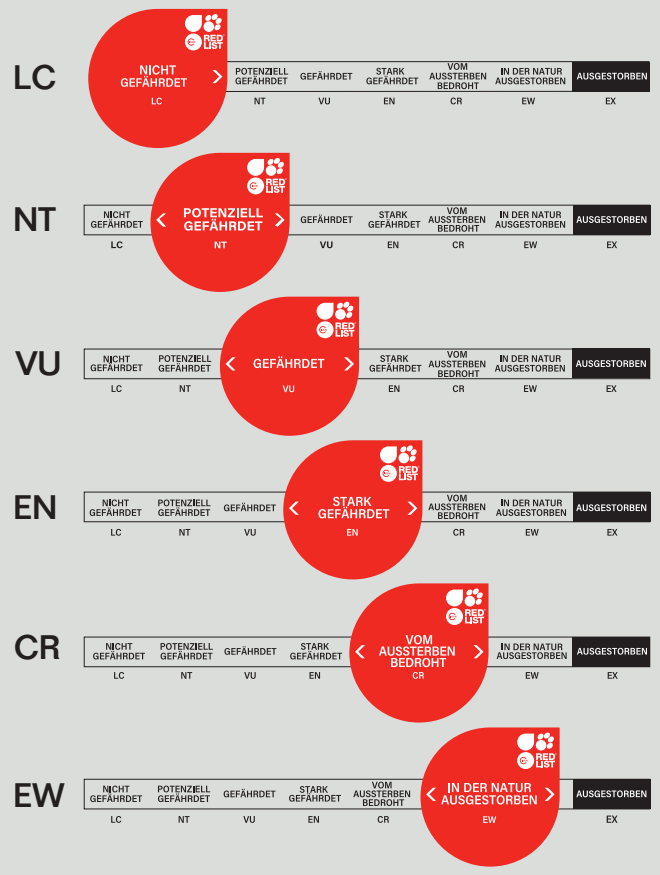 RED
LIST
LC
NICHT
GEFÄHRDET
LC
POTENZIELL
GEFÄHRDET
NT
GEFÄHRDET
VU
STARK
GEFÄHRDET
EN
VOM
AUSSTERBEN
BEDROHT
CR
IN DER NATUR
AUSGESTORBEN
EW
AUSGESTORBEN
EX
RED
LIST
NT
NICHT
GEFÄHRDET
LC
POTENZIELL
GEFÄHRDET
NT
GEFÄHRDET
VU
STARK
GEFÄHRDET
EN
VOM
AUSSTERBEN
BEDROHT
CR
IN DER NATUR
AUSGESTORBEN
EW
AUSGESTORBEN
EX
RED
LIST
VU
NICHT
GEFÄHRDET
LC
POTENZIELL
GEFÄHRDET
NT
GEFÄHRDET
VU
STARK
GEFÄHRDET
EN
VOM
AUSSTERBEN
BEDROHT
CR
IN DER NATUR
AUSGESTORBEN
EW
AUSGESTORBEN
EX
RED
LIST
EN
NICHT
GEFÄHRDET
LC
POTENZIELL
GEFÄHRDET
NT
GEFÄHRDET
VU
STARK
GEFÄHRDET
EN
VOM
AUSSTERBEN
BEDROHT
CR
IN DER NATUR
AUSGESTORBEN
EW
AUSGESTORBEN
EX
RED
LIST
CR
NICHT
GEFÄHRDET
LC
POTENZIELL
GEFÄHRDET
NT
GEFÄHRDET
VU
STARK
GEFÄHRDET
EN
VOM
AUSSTERBEN
BEDROHT
CR
IN DER NATUR
AUSGESTORBEN
EW
AUSGESTORBEN
EX
RED
LIST
EW
NICHT
GEFÄHRDET
LC
POTENZIELL
GEFÄHRDET
NT
GEFÄHRDET
VU
STARK
GEFÄHRDET
EN
VOM
AUSSTERBEN
BEDROHT
CR
IN DER NATUR
AUSGESTORBEN
EW
AUSGESTORBEN
EX